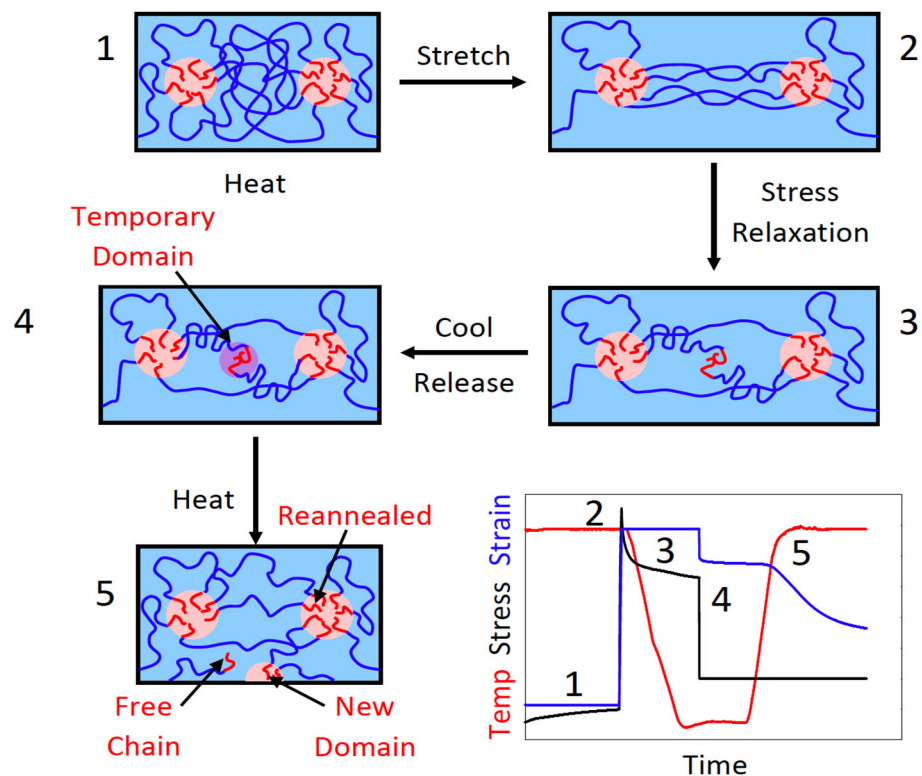 1
Stretch
2
Heat
Stress
Relaxation
Temporary
Domain
4
Cool
Release
3
Heat
Reannealed
5
Free
Chain
New
Domain
Temp Stress Strain
1
2
3
4
5
Time